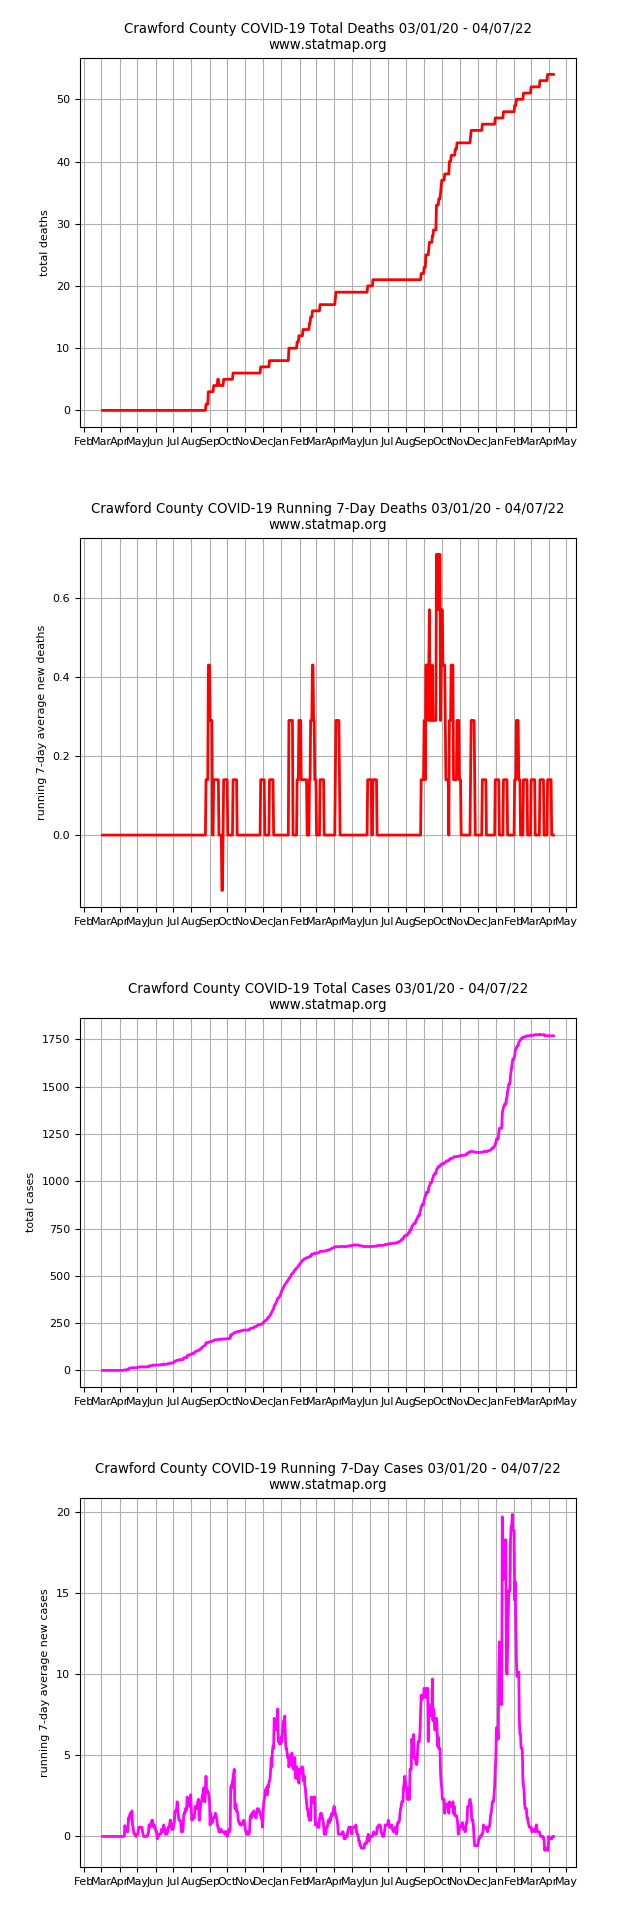 Crawford County COVID-19 Total Deaths 03/01/20 - 04/07/22
www.statmap.org
50
40
30
20
10
0
total deaths
Feb Mar Apr May Jun Jul Aug Sep Oct Nov Dec Jan Feb Mar Apr May Jun Jul Aug Sep Oct Nov Dec Jan Feb Mar Apr May
Crawford County COVID-19 Running 7-Day Deaths 03/01/20 - 04/07/22
www.statmap.org
0.6
0.4
0.2
0.0
running 7-day average new deaths
Feb Mar Apr May Jun Jul Aug Sep Oct Nov Dec Jan Feb Mar Apr May Jun Jul Aug Sep Oct Nov Dec Jan Feb Mar Apr May
Crawford County COVID-19 Total Cases 03/01/20 - 04/07/22
www.statmap.org
1750
1500
1250
1000
750
500
250
0
total cases
Feb Mar Apr May Jun Jul Aug Sep Oct Nov Dec Jan Feb Mar Apr May Jun Jul Aug Sep Oct Nov Dec Jan Feb Mar Apr May
Crawford County COVID-19 Running 7-Day Cases 03/01/20 - 04/07/22
www.statmap.org
20
15
10
5
0
running 7-day average new cases
Feb Mar Apr May Jun Jul Aug Sep Oct Nov Dec Jan Feb Mar Apr May Jun Jul Aug Sep Oct Nov Dec Jan Feb Mar Apr May